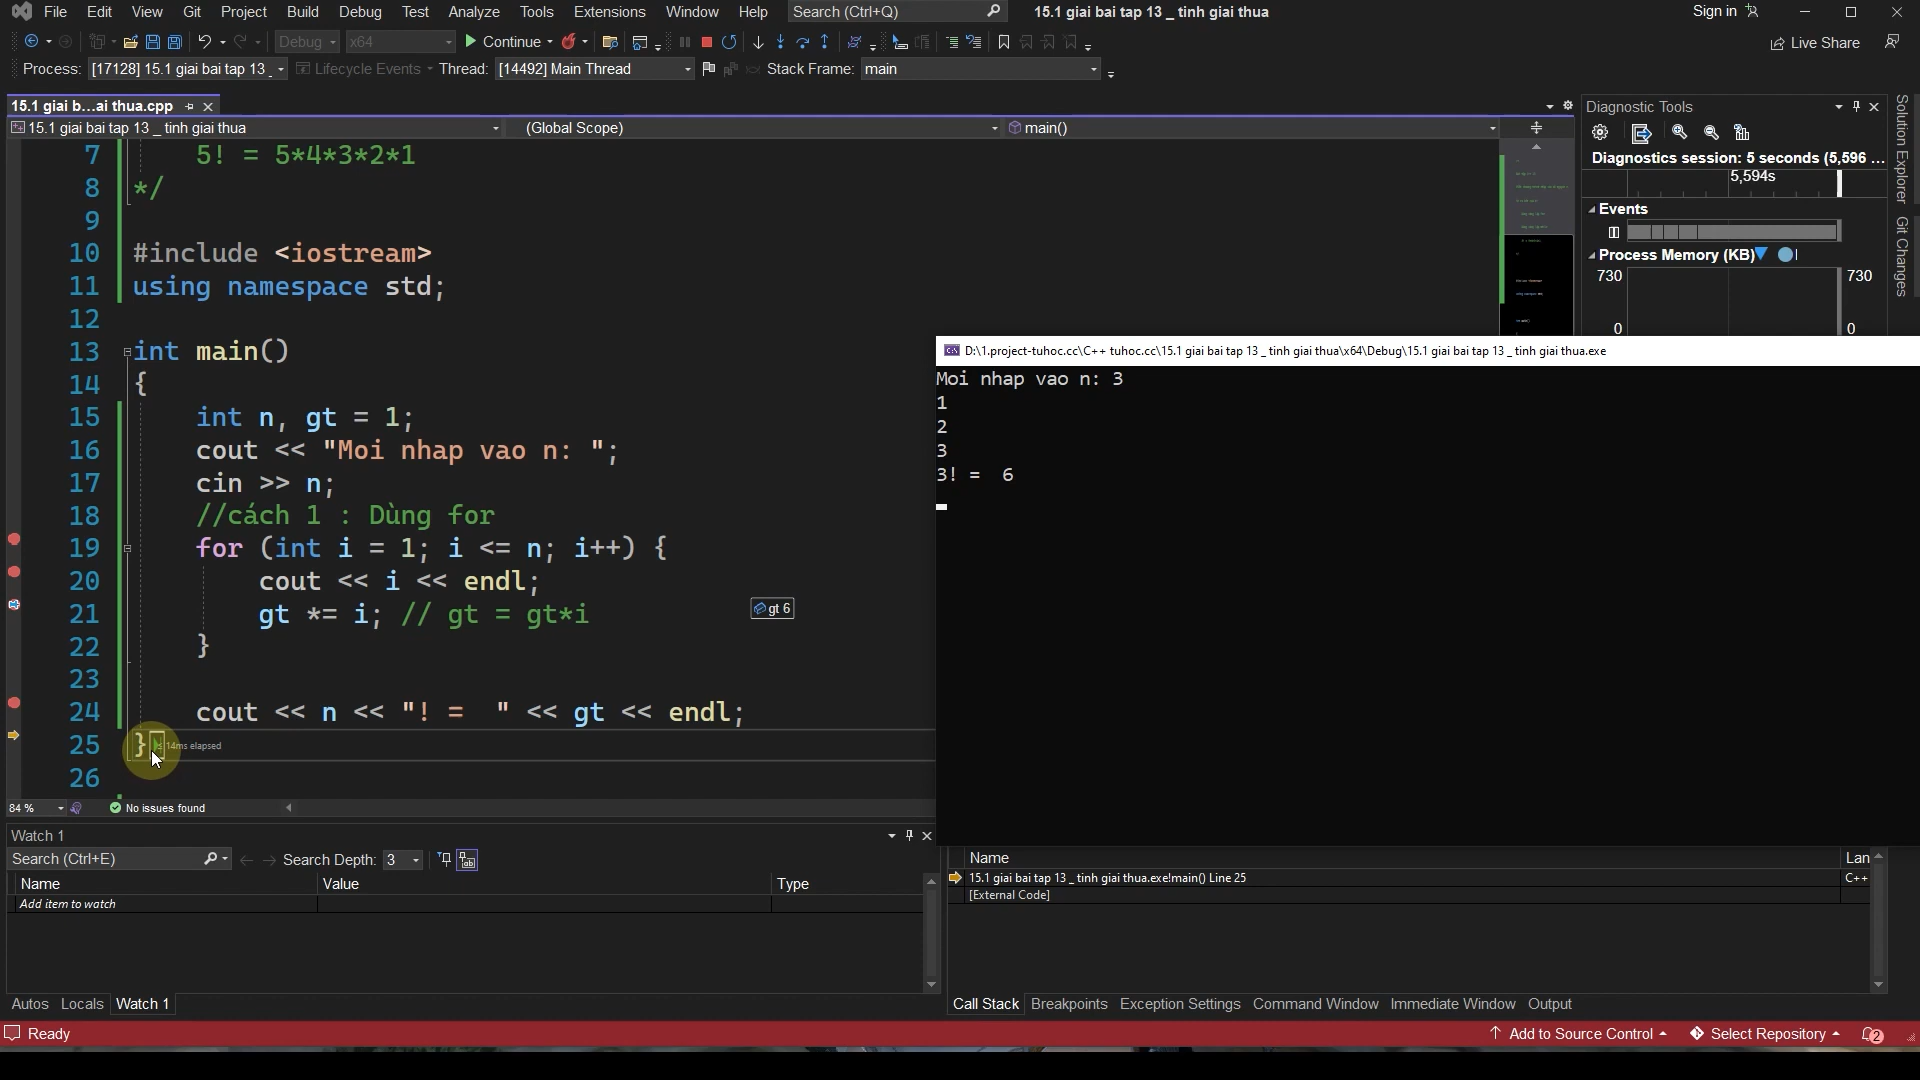 File Edit View Git Project Build Debug Test Analyze Tools Extensions Window Help Search (Ctrl+Q) 15.1 giai bai tap 13 _ tinh giai thua Sign in
Debug x64 Continue Live Share
Process: [17128] 15.1 giai bai tap 13 _ Lifecycle Events Thread: [14492] Main Thread Stack Frame: main
15.1 giai b...ai thua.cpp
15.1 giai bai tap 13 _ tinh giai thua (Global Scope) main()
7 5! = 5*4*3*2*1
8 */
9
10 #include <iostream>
11 using namespace std;
12
13 int main()
14 {
15 int n, gt = 1;
16 cout << "Moi nhap vao n: ";
17 cin >> n;
18 //cách 1 : Dùng for
19 for (int i = 1; i <= n; i++) {
20 cout << i << endl;
21 gt *= i; // gt = gt*i
gt 6
22 }
23
24 cout << n << "! =  " << gt << endl;
25 } ≤ 14ms elapsed
26
84 % No issues found
Diagnostic Tools
Diagnostics session: 5 seconds (5,596 ...
5,594s
Events
Process Memory (KB)
730 730
0 0
Solution Explorer
Git Changes
D:\1.project-tuhoc.cc\C++ tuhoc.cc\15.1 giai bai tap 13 _ tinh giai thua\x64\Debug\15.1 giai bai tap 13 _ tinh giai thua.exe
Moi nhap vao n: 3
1
2
3
3! =  6
Watch 1
Search (Ctrl+E) Search Depth: 3
Name Value Type
Add item to watch
Autos Locals Watch 1
Name Lan
15.1 giai bai tap 13 _ tinh giai thua.exe!main() Line 25 C++
[External Code]
Call Stack Breakpoints Exception Settings Command Window Immediate Window Output
Ready Add to Source Control Select Repository 2